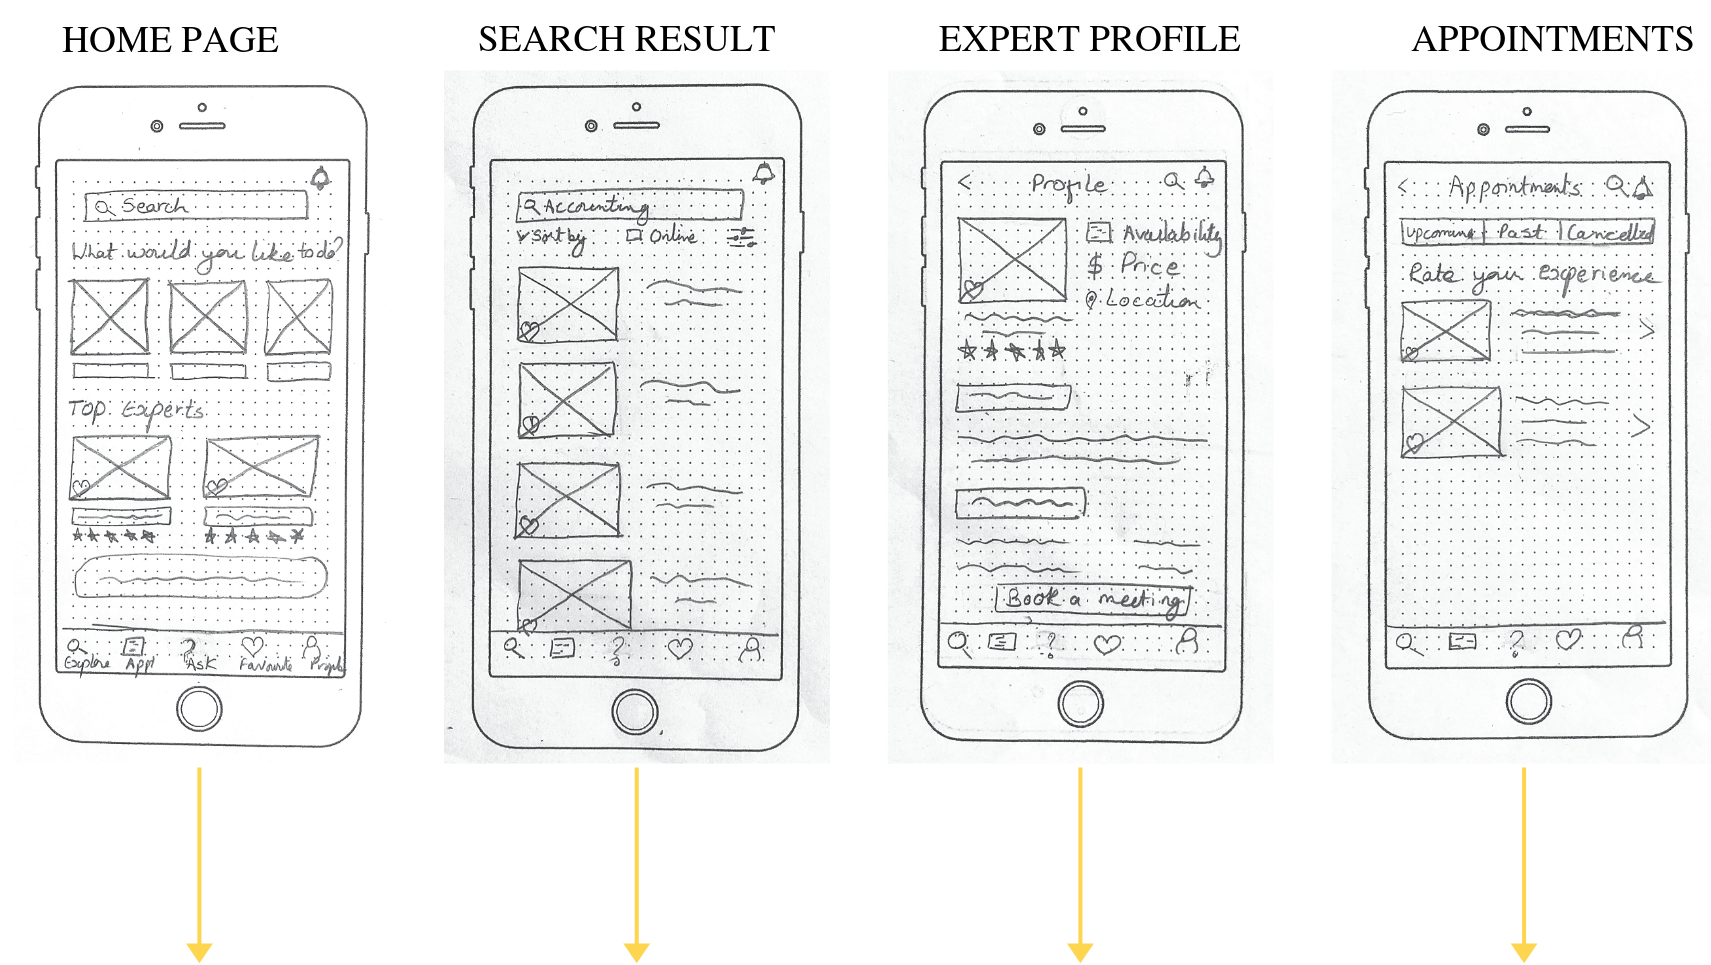 HOME PAGE
SEARCH RESULT
EXPERT PROFILE
APPOINTMENTS
Search
What would you like to do?
Top Experts
Explore Appt Ask Favourite Profile
Accounting
Sort by Online
< Profile
Availability
$ Price
Location
Book a meeting
? 
< Appointments
Upcoming Past Cancelled
Rate your experience
>
>
?